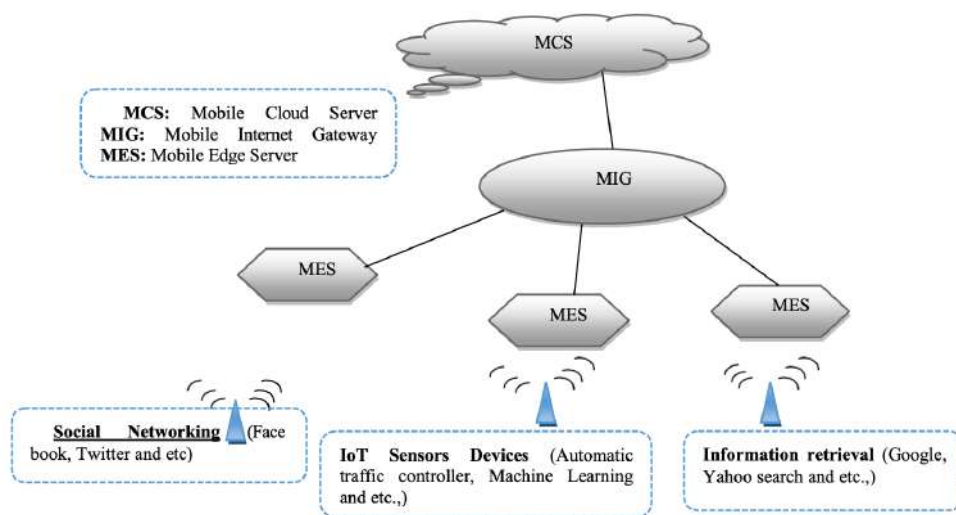 MCS
MCS: Mobile Cloud Server
MIG: Mobile Internet Gateway
MES: Mobile Edge Server
MIG
MES
MES
MES
Social Networking (Face
book, Twitter and etc)
IoT Sensors Devices (Automatic
traffic controller, Machine Learning
and etc.,)
Information retrieval (Google,
Yahoo search and etc.,)